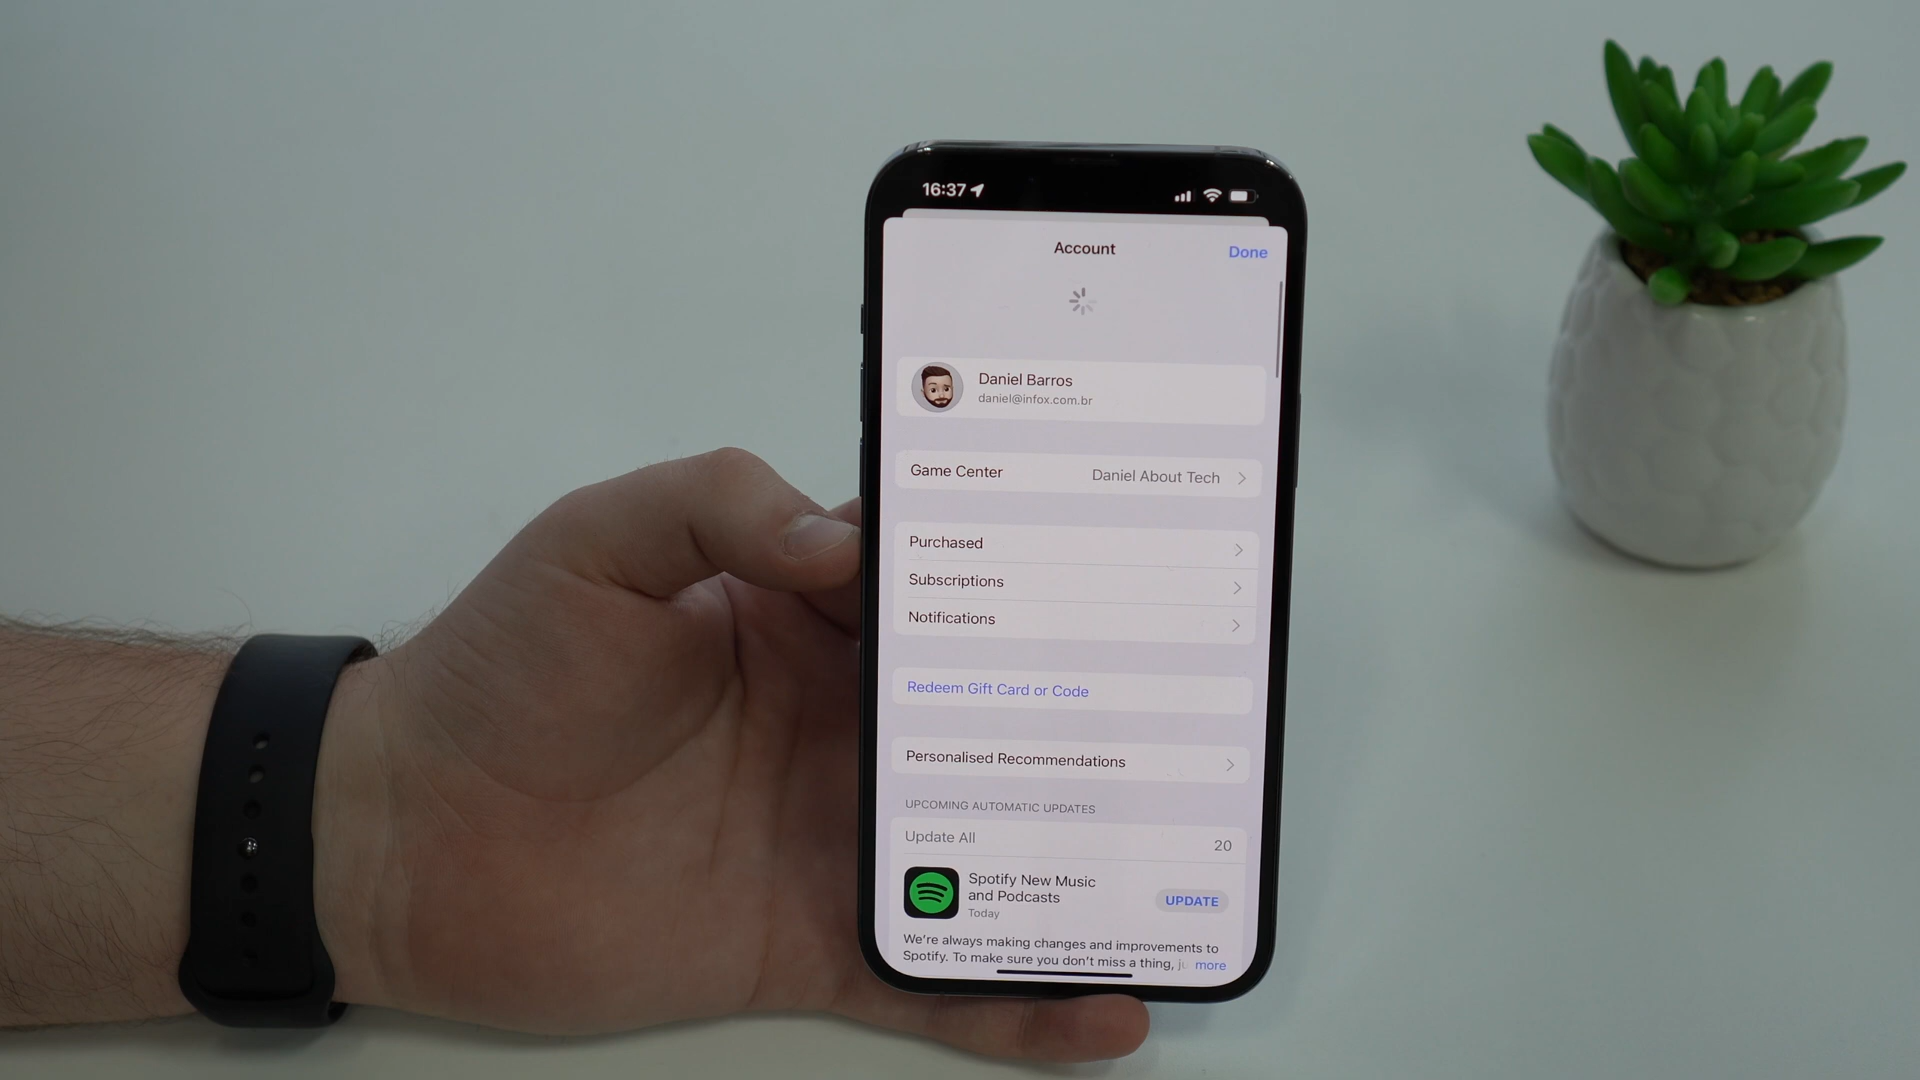 16:37
Account
Done
Daniel Barros
daniel@infox.com.br
Game Center
Daniel About Tech
Purchased
Subscriptions
Notifications
Redeem Gift Card or Code
Personalised Recommendations
UPCOMING AUTOMATIC UPDATES
Update All
20
Spotify New Music
and Podcasts
Today
UPDATE
We're always making changes and improvements to
Spotify. To make sure you don't miss a thing, more